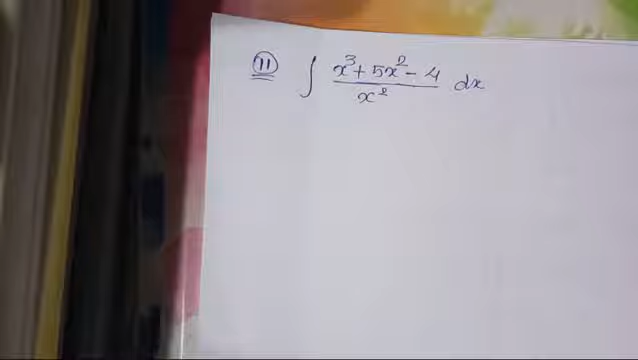 11 ∫ (x³ + 5x² - 4) / x² dx